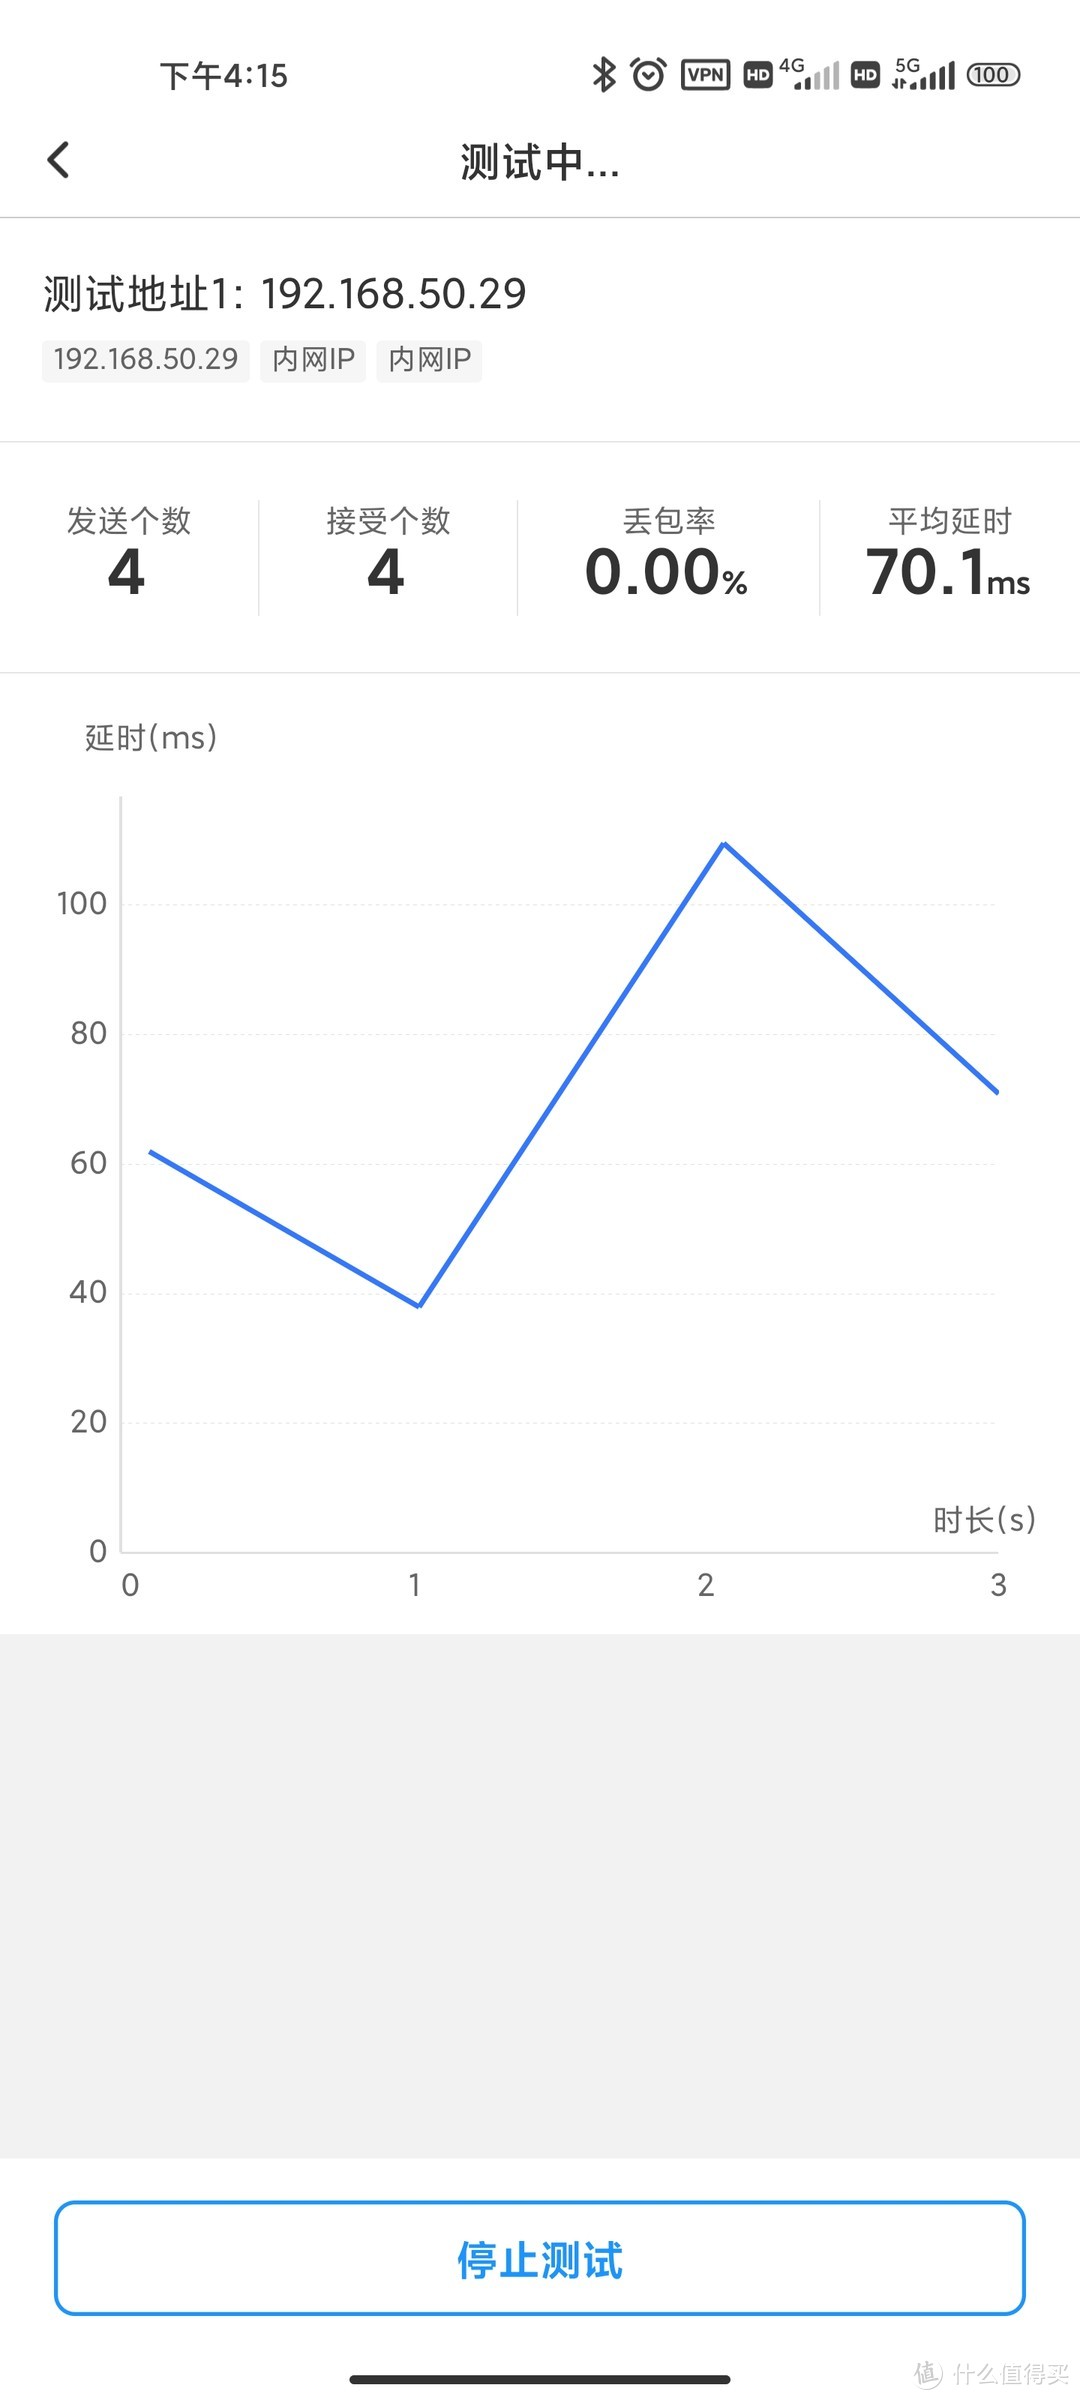 下午4:15 VPN HD 4G HD 5G 100
测试中...
测试地址1: 192.168.50.29
192.168.50.29 内网IP 内网IP
发送个数 接受个数 丢包率 平均延时
4 4 0.00% 70.1ms
延时(ms)
100
80
60
40
20
时长(s)
0
0 1 2 3
停止测试
值 什么值得买